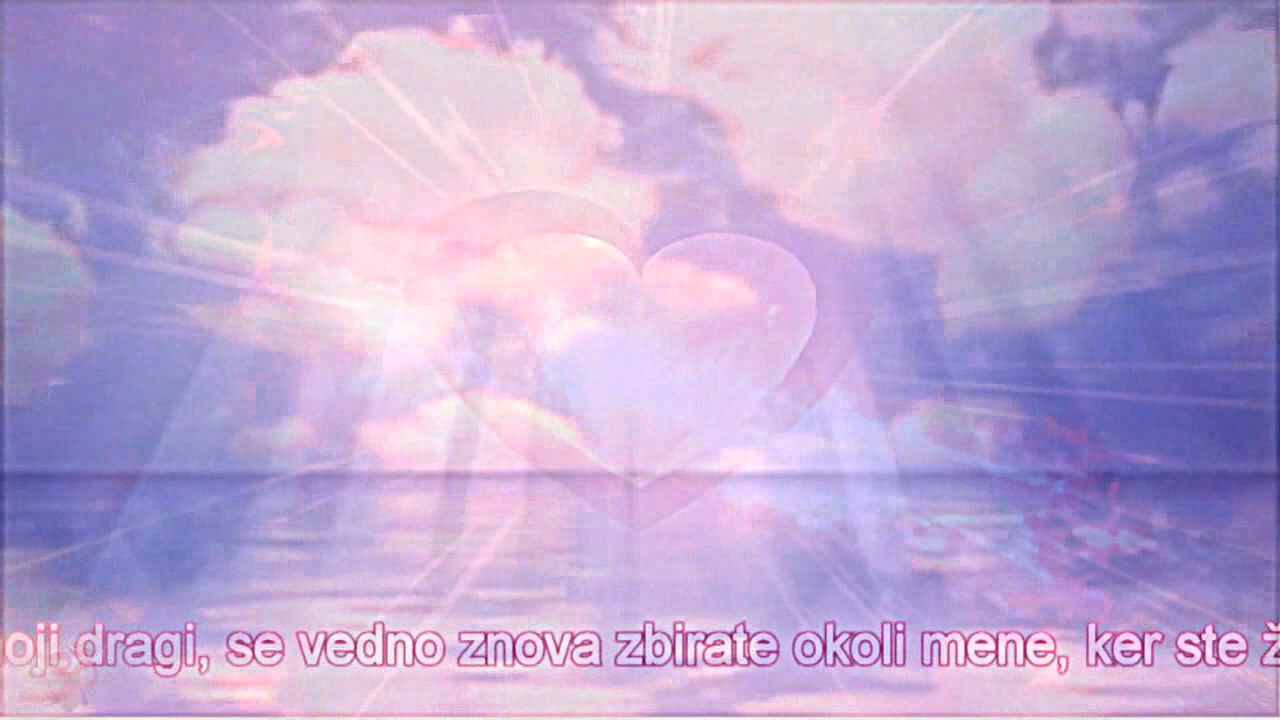 oji dragi, se vedno znova zbirate okoli mene, ker ste ž